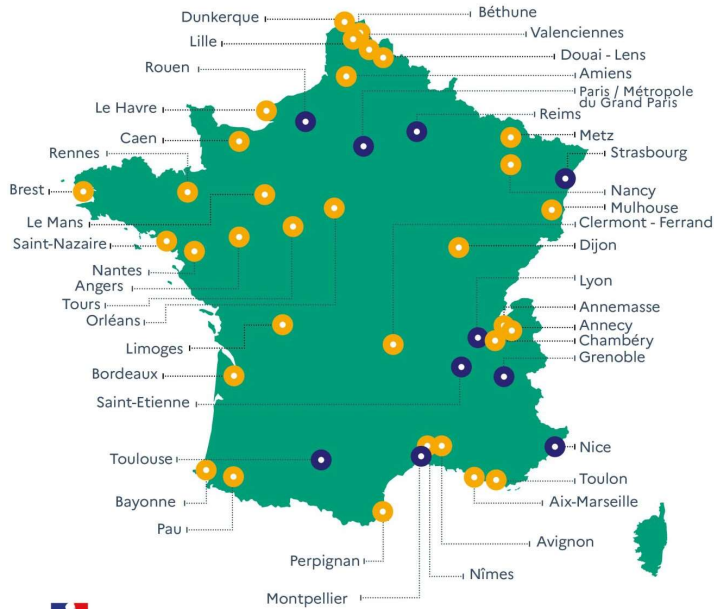 Dunkerque
Béthune
Valenciennes
Lille
Douai - Lens
Rouen
Amiens
Paris / Métropole
du Grand Paris
Le Havre
Reims
Caen
Metz
Rennes
Strasbourg
Brest
Nancy
Mulhouse
Le Mans
Clermont - Ferrand
Saint-Nazaire
Dijon
Nantes
Lyon
Angers
Tours
Annemasse
Orléans
Annecy
Limoges
Chambéry
Grenoble
Bordeaux
Saint-Etienne
Nice
Toulouse
Toulon
Bayonne
Aix-Marseille
Pau
Avignon
Perpignan
Nîmes
Montpellier